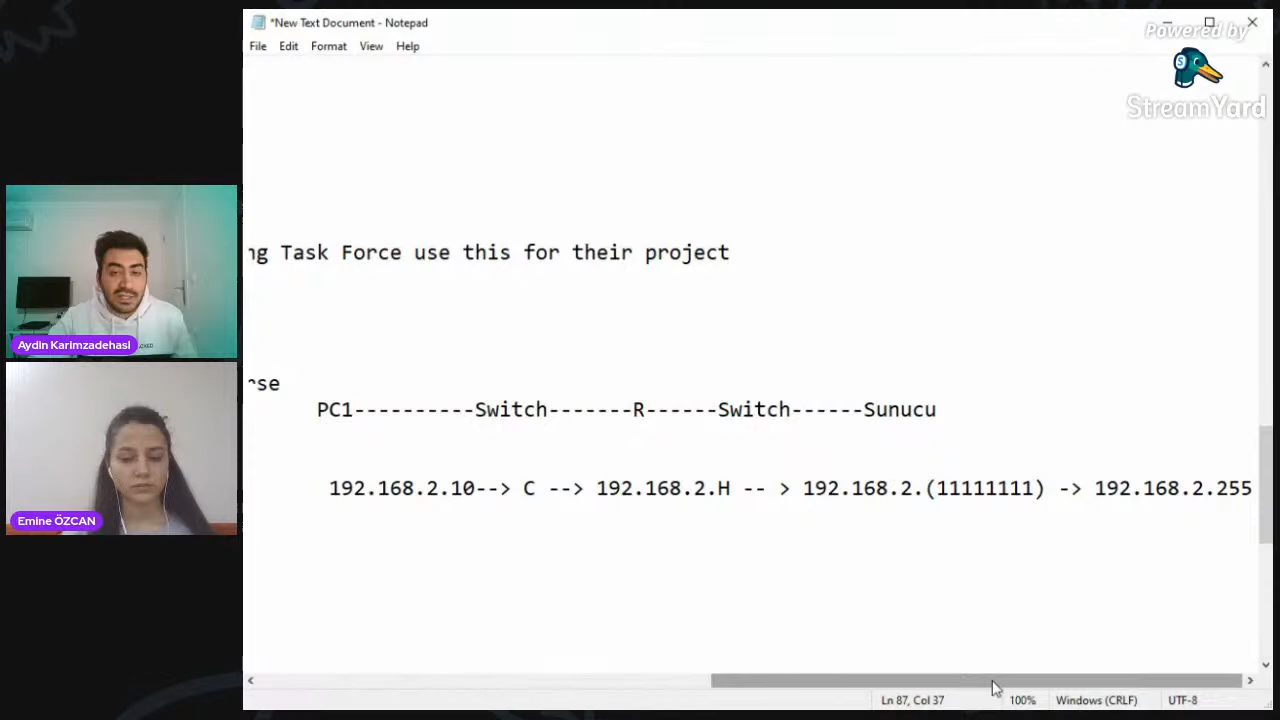 *New Text Document - Notepad
File Edit Format View Help
Powered by
StreamYard
ng Task Force use this for their project
se
PC1----------Switch-------R------Switch------Sunucu
192.168.2.10--> C --> 192.168.2.H -- > 192.168.2.(11111111) -> 192.168.2.255
Aydin Karimzadehasl
Emine ÖZCAN
Ln 87, Col 37
100%
Windows (CRLF)
UTF-8